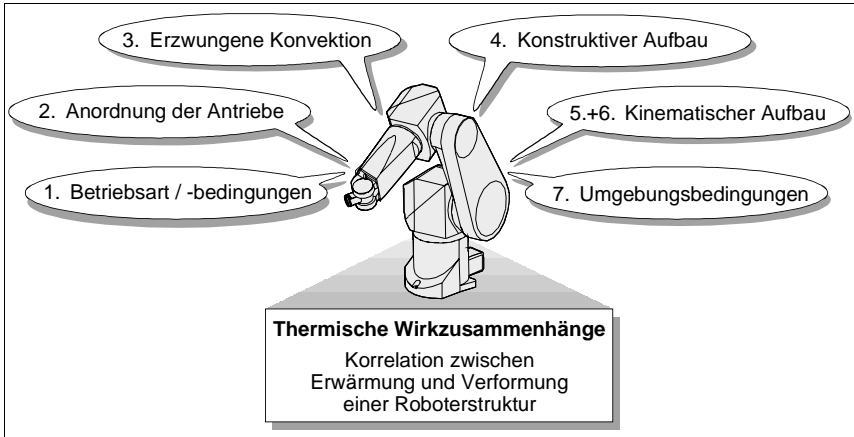 3. Erzwungene Konvektion
4. Konstruktiver Aufbau
2. Anordnung der Antriebe
5.+6. Kinematischer Aufbau
1. Betriebsart / -bedingungen
7. Umgebungsbedingungen
Thermische Wirkzusammenhänge
Korrelation zwischen
Erwärmung und Verformung
einer Roboterstruktur